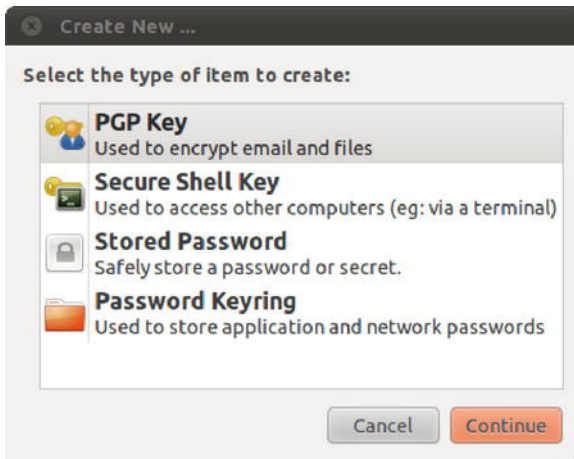 Create New ...
Select the type of item to create:
PGP Key
Used to encrypt email and files
Secure Shell Key
Used to access other computers (eg: via a terminal)
Stored Password
Safely store a password or secret.
Password Keyring
Used to store application and network passwords
Cancel
Continue